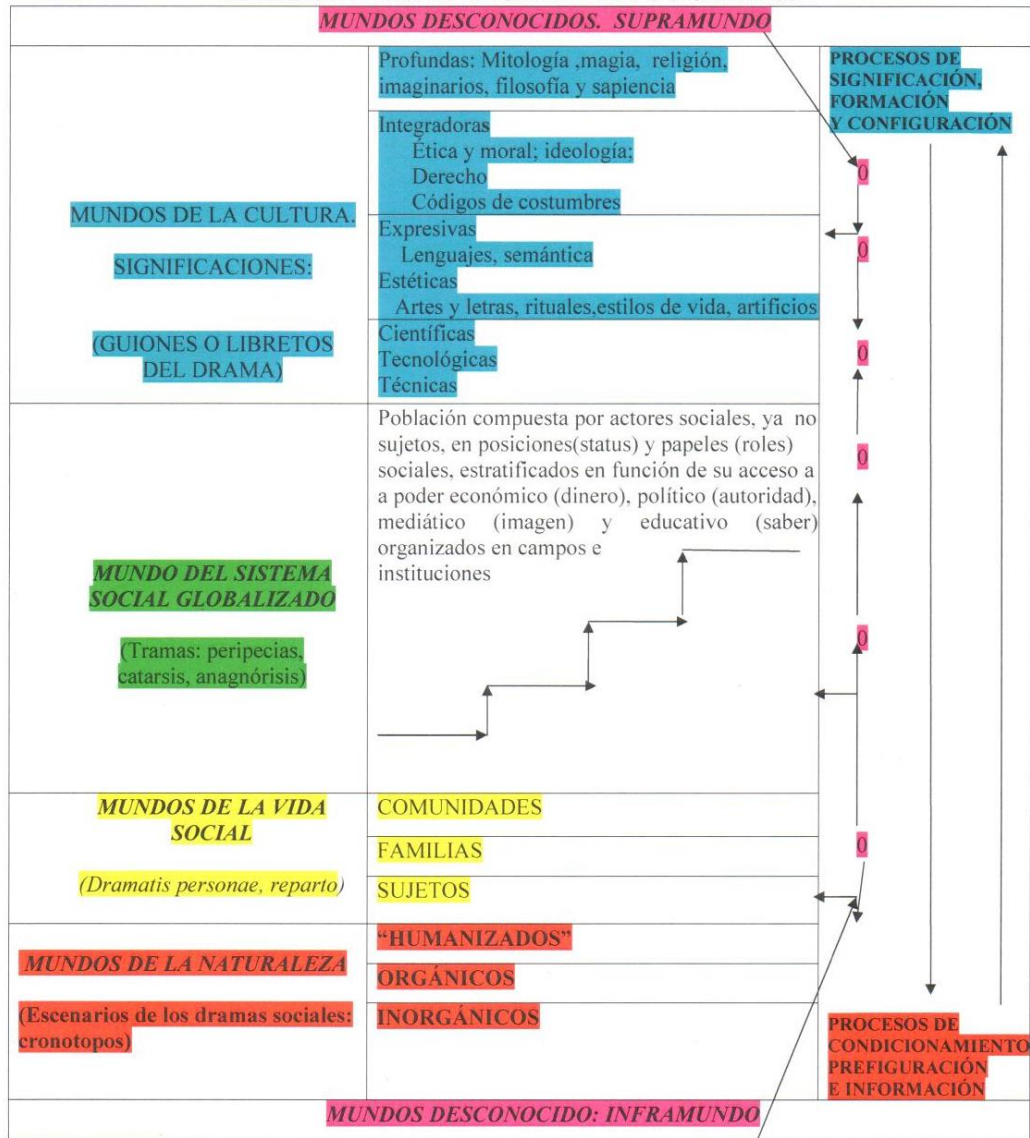 MUNDOS DESCONOCIDOS. SUPRAMUNDO
MUNDOS DE LA CULTURA.
SIGNIFICACIONES:
(GUIONES O LIBRETOS
DEL DRAMA)
Profundas: Mitología ,magia, religión,
imaginarios, filosofía y sapiencia
Integradoras
Ética y moral; ideología;
Derecho
Códigos de costumbres
Expresivas
Lenguajes, semántica
Estéticas
Artes y letras, rituales,estilos de vida, artificios
Científicas
Tecnológicas
Técnicas
PROCESOS DE
SIGNIFICACIÓN,
FORMACIÓN
Y CONFIGURACIÓN
0
0
0
MUNDO DEL SISTEMA
SOCIAL GLOBALIZADO
(Tramas: peripecias,
catarsis, anagnórisis)
Población compuesta por actores sociales, ya no
sujetos, en posiciones(status) y papeles (roles)
sociales, estratificados en función de su acceso a
a poder económico (dinero), político (autoridad),
mediático (imagen) y educativo (saber)
organizados en campos e
instituciones
0
0
MUNDOS DE LA VIDA
SOCIAL
(Dramatis personae, reparto)
COMUNIDADES
FAMILIAS
SUJETOS
0
MUNDOS DE LA NATURALEZA
(Escenarios de los dramas sociales:
cronotopos)
“HUMANIZADOS”
ORGÁNICOS
INORGÁNICOS
PROCESOS DE
CONDICIONAMIENTO
PREFIGURACIÓN
E INFORMACIÓN
MUNDOS DESCONOCIDO: INFRAMUNDO